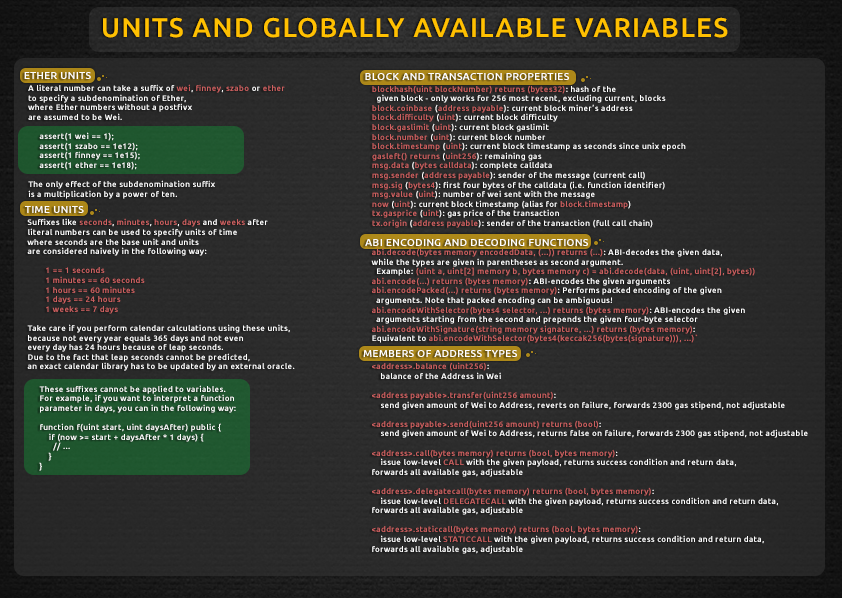 UNITS AND GLOBALLY AVAILABLE VARIABLES
ETHER UNITS
A literal number can take a suffix of wei, finney, szabo or ether
to specify a subdenomination of Ether,
where Ether numbers without a postfivx
are assumed to be Wei.
assert(1 wei == 1);
assert(1 szabo == 1e12);
assert(1 finney == 1e15);
assert(1 ether == 1e18);
The only effect of the subdenomination suffix
is a multiplication by a power of ten.
TIME UNITS
Suffixes like seconds, minutes, hours, days and weeks after
literal numbers can be used to specify units of time
where seconds are the base unit and units
are considered naively in the following way:
1 == 1 seconds
1 minutes == 60 seconds
1 hours == 60 minutes
1 days == 24 hours
1 weeks == 7 days
Take care if you perform calendar calculations using these units,
because not every year equals 365 days and not even
every day has 24 hours because of leap seconds.
Due to the fact that leap seconds cannot be predicted,
an exact calendar library has to be updated by an external oracle.
These suffixes cannot be applied to variables.
For example, if you want to interpret a function
parameter in days, you can in the following way:
function f(uint start, uint daysAfter) public {
if (now >= start + daysAfter * 1 days) {
// ...
}
}
BLOCK AND TRANSACTION PROPERTIES
blockhash(uint blockNumber) returns (bytes32): hash of the
given block - only works for 256 most recent, excluding current, blocks
block.coinbase (address payable): current block miner's address
block.difficulty (uint): current block difficulty
block.gaslimit (uint): current block gaslimit
block.number (uint): current block number
block.timestamp (uint): current block timestamp as seconds since unix epoch
gasleft() returns (uint256): remaining gas
msg.data (bytes calldata): complete calldata
msg.sender (address payable): sender of the message (current call)
msg.sig (bytes4): first four bytes of the calldata (i.e. function identifier)
msg.value (uint): number of wei sent with the message
now (uint): current block timestamp (alias for block.timestamp)
tx.gasprice (uint): gas price of the transaction
tx.origin (address payable): sender of the transaction (full call chain)
ABI ENCODING AND DECODING FUNCTIONS
abi.decode(bytes memory encodedData, (...)) returns (...): ABI-decodes the given data,
while the types are given in parentheses as second argument.
Example: (uint a, uint[2] memory b, bytes memory c) = abi.decode(data, (uint, uint[2], bytes))
abi.encode(...) returns (bytes memory): ABI-encodes the given arguments
abi.encodePacked(...) returns (bytes memory): Performs packed encoding of the given
arguments. Note that packed encoding can be ambiguous!
abi.encodeWithSelector(bytes4 selector, ...) returns (bytes memory): ABI-encodes the given
arguments starting from the second and prepends the given four-byte selector
abi.encodeWithSignature(string memory signature, ...) returns (bytes memory):
Equivalent to abi.encodeWithSelector(bytes4(keccak256(bytes(signature))), ...)`
MEMBERS OF ADDRESS TYPES
<address>.balance (uint256):
balance of the Address in Wei
<address payable>.transfer(uint256 amount):
send given amount of Wei to Address, reverts on failure, forwards 2300 gas stipend, not adjustable
<address payable>.send(uint256 amount) returns (bool):
send given amount of Wei to Address, returns false on failure, forwards 2300 gas stipend, not adjustable
<address>.call(bytes memory) returns (bool, bytes memory):
issue low-level CALL with the given payload, returns success condition and return data,
forwards all available gas, adjustable
<address>.delegatecall(bytes memory) returns (bool, bytes memory):
issue low-level DELEGATECALL with the given payload, returns success condition and return data,
forwards all available gas, adjustable
<address>.staticcall(bytes memory) returns (bool, bytes memory):
issue low-level STATICCALL with the given payload, returns success condition and return data,
forwards all available gas, adjustable